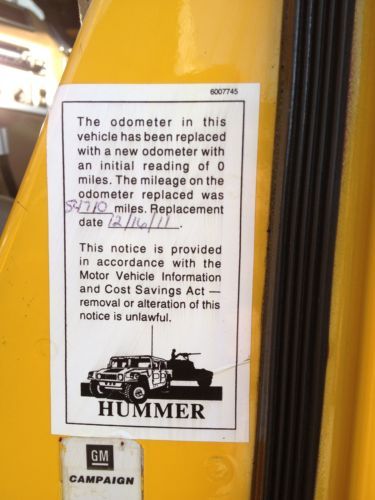 6007745
The odometer in this
vehicle has been replaced
with a new odometer with
an initial reading of 0
miles. The mileage on the
odometer replaced was
54710 miles. Replacement
date 12/16/11.
This notice is provided
in accordance with the
Motor Vehicle Information
and Cost Savings Act —
removal or alteration of this
notice is unlawful.
HUMMER
GM
CAMPAIGN